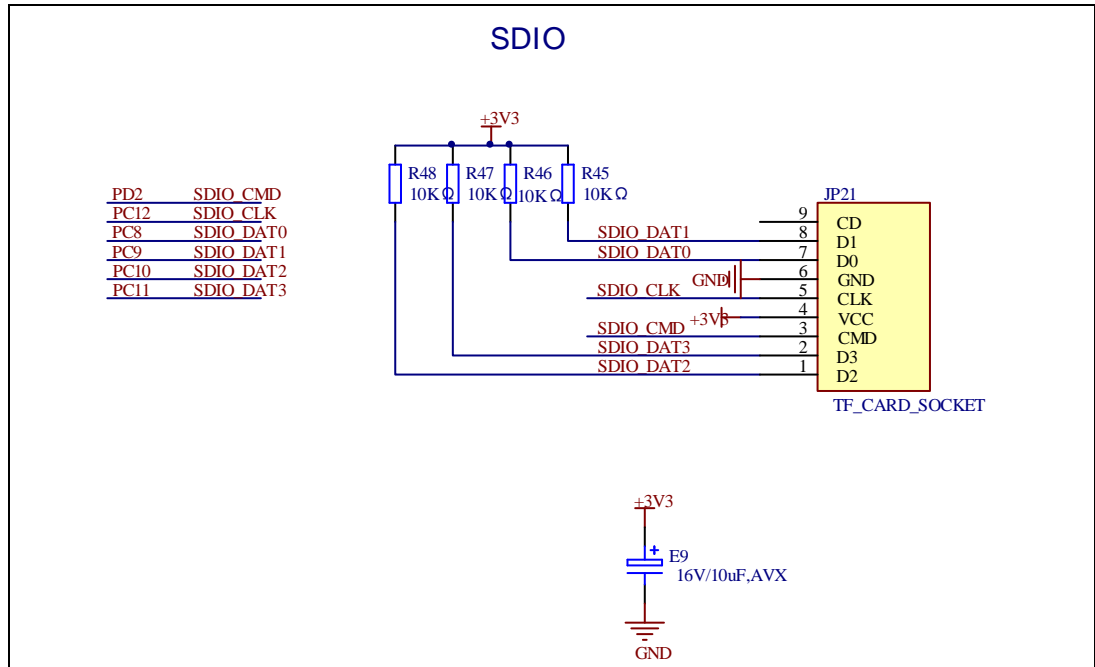 SDIO
+3V3
R48 R47 R46 R45
10KΩ 10KΩ 10KΩ 10KΩ
PD2 SDIO_CMD
PC12 SDIO_CLK
PC8 SDIO_DAT0
PC9 SDIO_DAT1
PC10 SDIO_DAT2
PC11 SDIO_DAT3
JP21
9 CD
SDIO_DAT1 8 D1
SDIO_DAT0 7 D0
GND 6 GND
SDIO_CLK 5 CLK
+3V3 4 VCC
SDIO_CMD 3 CMD
SDIO_DAT3 2 D3
SDIO_DAT2 1 D2
TF_CARD_SOCKET
+3V3
+
E9
16V/10uF,AVX
GND